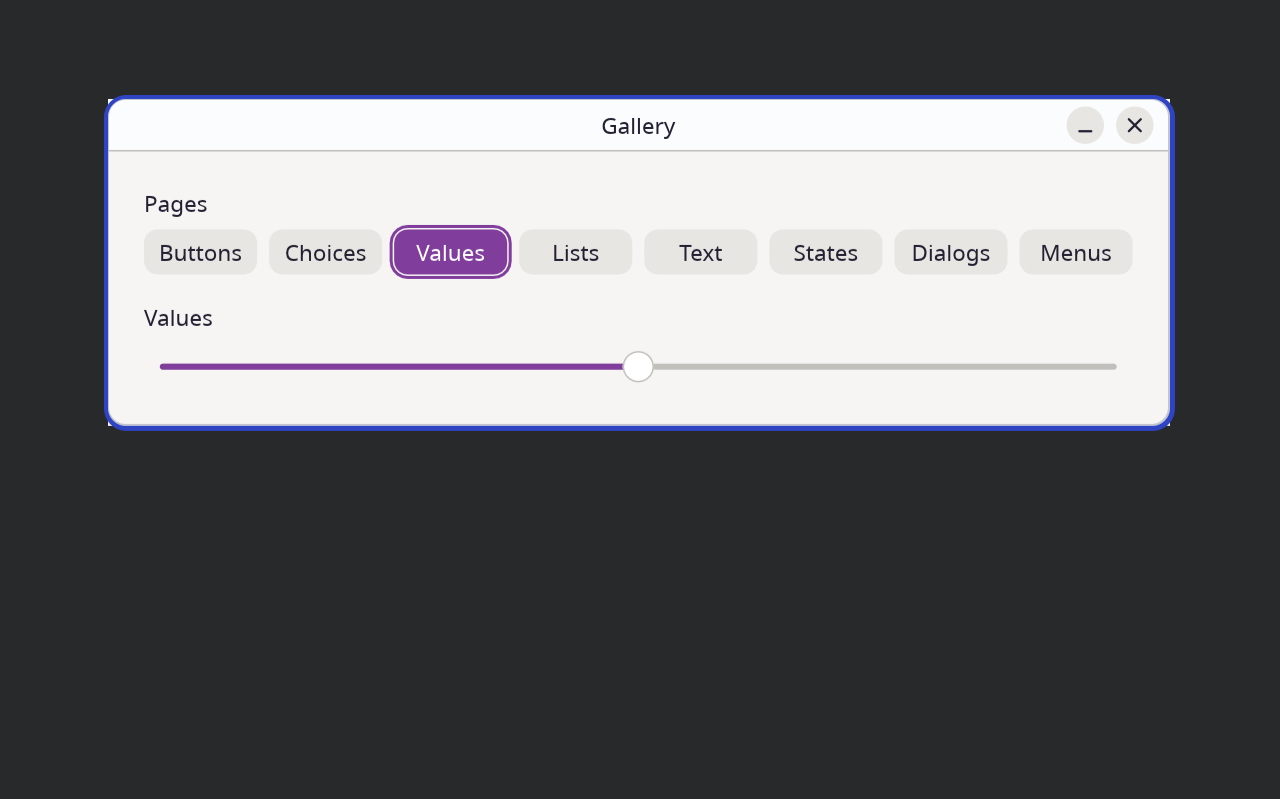 Gallery
Pages
Buttons Choices Values Lists Text States Dialogs Menus
Values